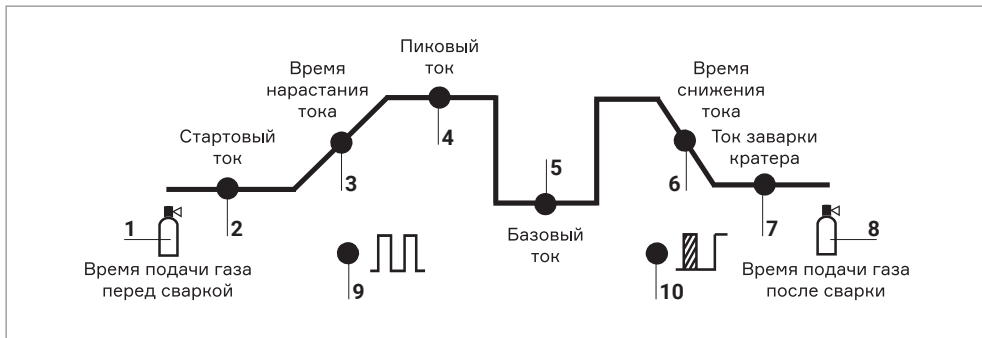 Пиковый
ток
4
Время
нарастания
тока
3
Стартовый
ток
2
1
Время подачи газа
перед сваркой
9
5
Базовый
ток
Время
снижения
тока
6
Ток заварки
кратера
7
10
8
Время подачи газа
после сварки